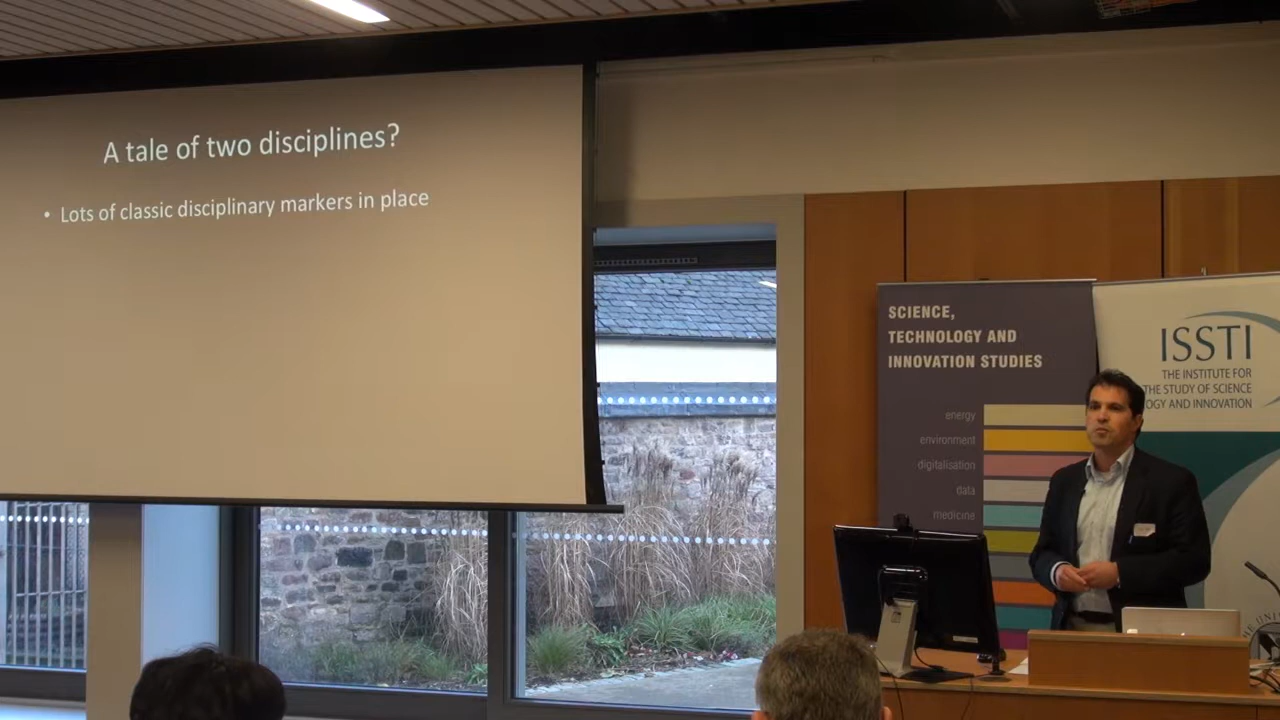 A tale of two disciplines?
• Lots of classic disciplinary markers in place
SCIENCE,
TECHNOLOGY AND
INNOVATION STUDIES
energy
environment
digitalisation
data
medicine
ISSTI
THE INSTITUTE FOR
THE STUDY OF SCIENCE
OGY AND INNOVATION